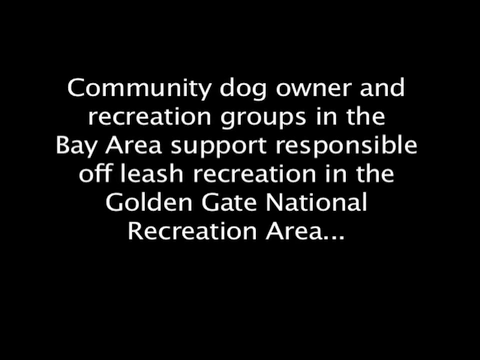 Community dog owner and
recreation groups in the
Bay Area support responsible
off leash recreation in the
Golden Gate National
Recreation Area...